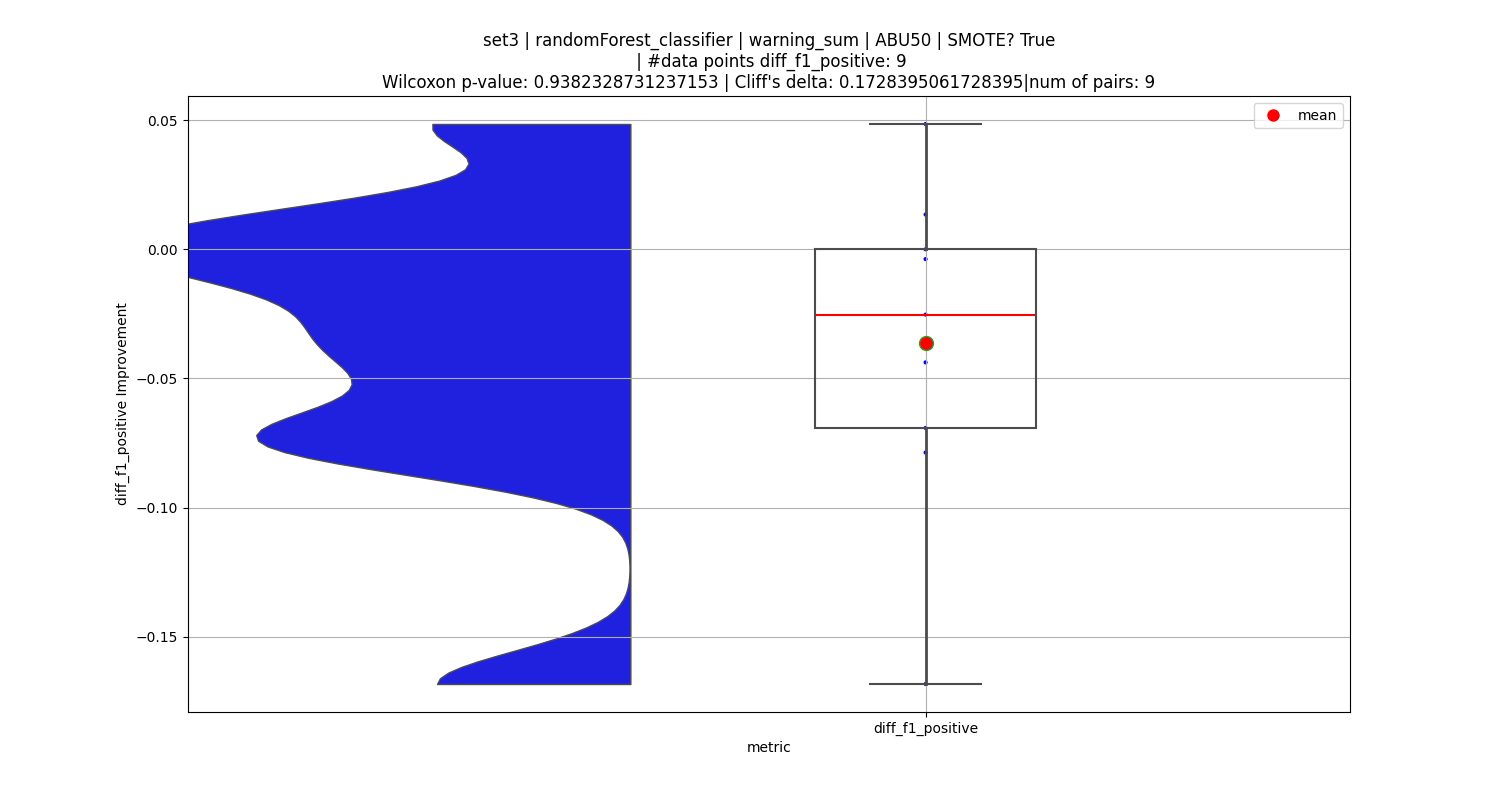 set3 | randomForest_classifier | warning_sum | ABU50 | SMOTE? True
| #data points diff_f1_positive: 9
Wilcoxon p-value: 0.9382328731237153 | Cliff's delta: 0.1728395061728395|num of pairs: 9
mean
0.05
0.00
−0.05
−0.10
−0.15
diff_f1_positive Improvement
diff_f1_positive
metric